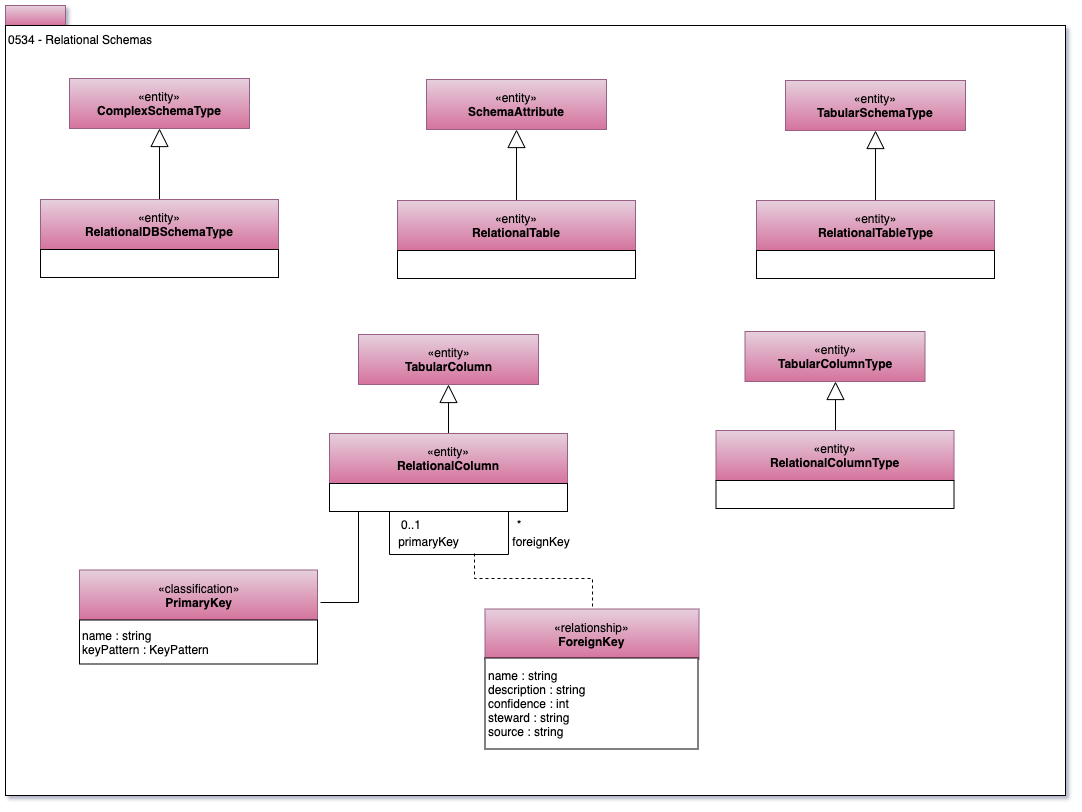 0534 - Relational Schemas
«entity»
ComplexSchemaType
«entity»
SchemaAttribute
«entity»
TabularSchemaType
«entity»
RelationalDBSchemaType
«entity»
RelationalTable
«entity»
RelationalTableType
«entity»
TabularColumn
«entity»
TabularColumnType
«entity»
RelationalColumn
«entity»
RelationalColumnType
0..1
*
primaryKey
foreignKey
«classification»
PrimaryKey
name : string
keyPattern : KeyPattern
«relationship»
ForeignKey
name : string
description : string
confidence : int
steward : string
source : string